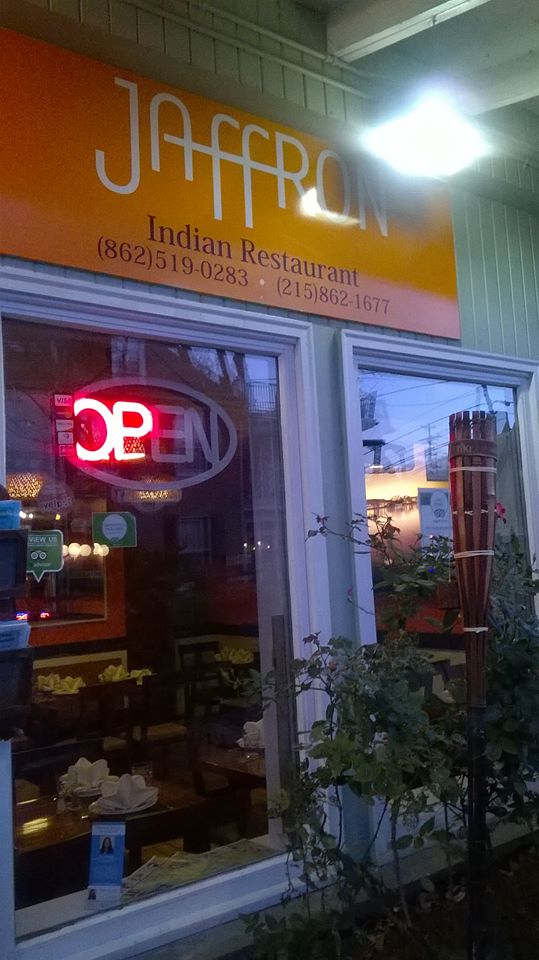 JAFFRON
Indian Restaurant
(862)519-0283 • (215)862-1677
VISA
OPEN
VIEW US